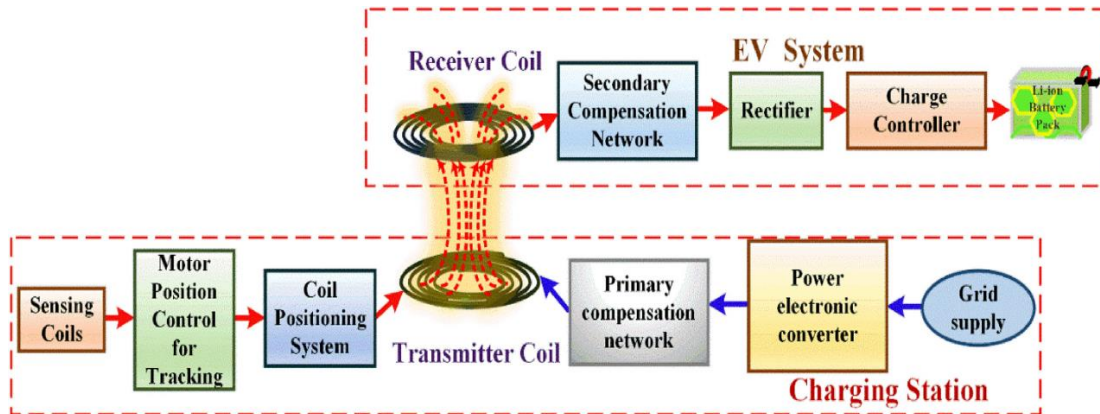 EV System
Receiver Coil
Secondary
Compensation
Network
Rectifier
Charge
Controller
Li-ion
Battery
Pack
Sensing
Coils
Motor
Position
Control
for
Tracking
Coil
Positioning
System
Transmitter Coil
Primary
compensation
network
Power
electronic
converter
Grid
supply
Charging Station